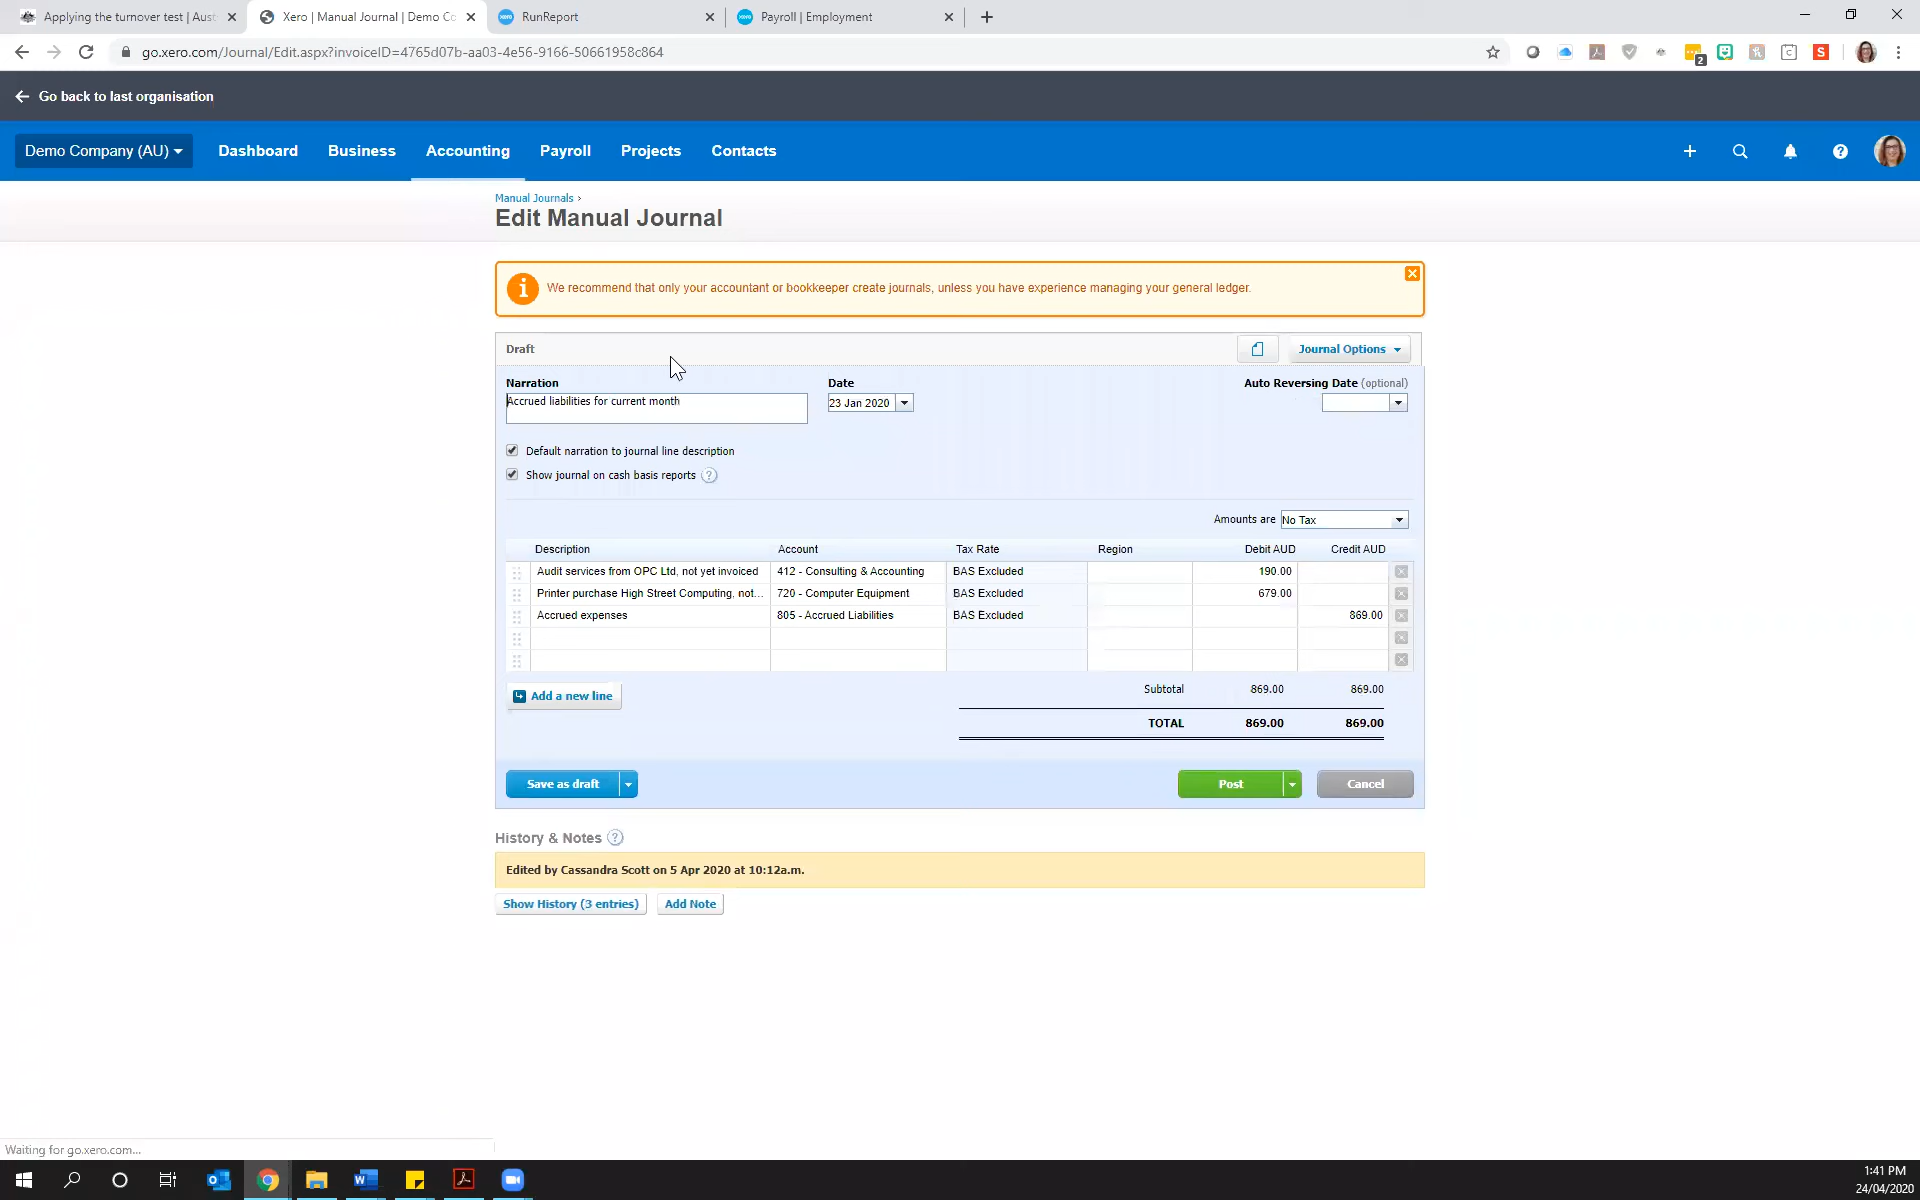 Applying the turnover test | Aus
Xero | Manual Journal | Demo Co
RunReport
Payroll | Employment
go.xero.com/Journal/Edit.aspx?invoiceID=4765d07b-aa03-4e56-9166-50661958c864
2
S
Go back to last organisation
Demo Company (AU)
Dashboard
Business
Accounting
Payroll
Projects
Contacts
Manual Journals ›
Edit Manual Journal
We recommend that only your accountant or bookkeeper create journals, unless you have experience managing your general ledger.
Draft
Journal Options
Narration
Date
Auto Reversing Date (optional)
Accrued liabilities for current month
23 Jan 2020
Default narration to journal line description
Show journal on cash basis reports ?
Amounts are No Tax
Description Account Tax Rate Region Debit AUD Credit AUD
Audit services from OPC Ltd, not yet invoiced 412 - Consulting & Accounting BAS Excluded 190.00
Printer purchase High Street Computing, not... 720 - Computer Equipment BAS Excluded 679.00
Accrued expenses 805 - Accrued Liabilities BAS Excluded 869.00
Add a new line
Subtotal 869.00 869.00
TOTAL 869.00 869.00
Save as draft
Post
Cancel
History & Notes ?
Edited by Cassandra Scott on 5 Apr 2020 at 10:12a.m.
Show History (3 entries)
Add Note
Waiting for go.xero.com...
1:41 PM
24/04/2020